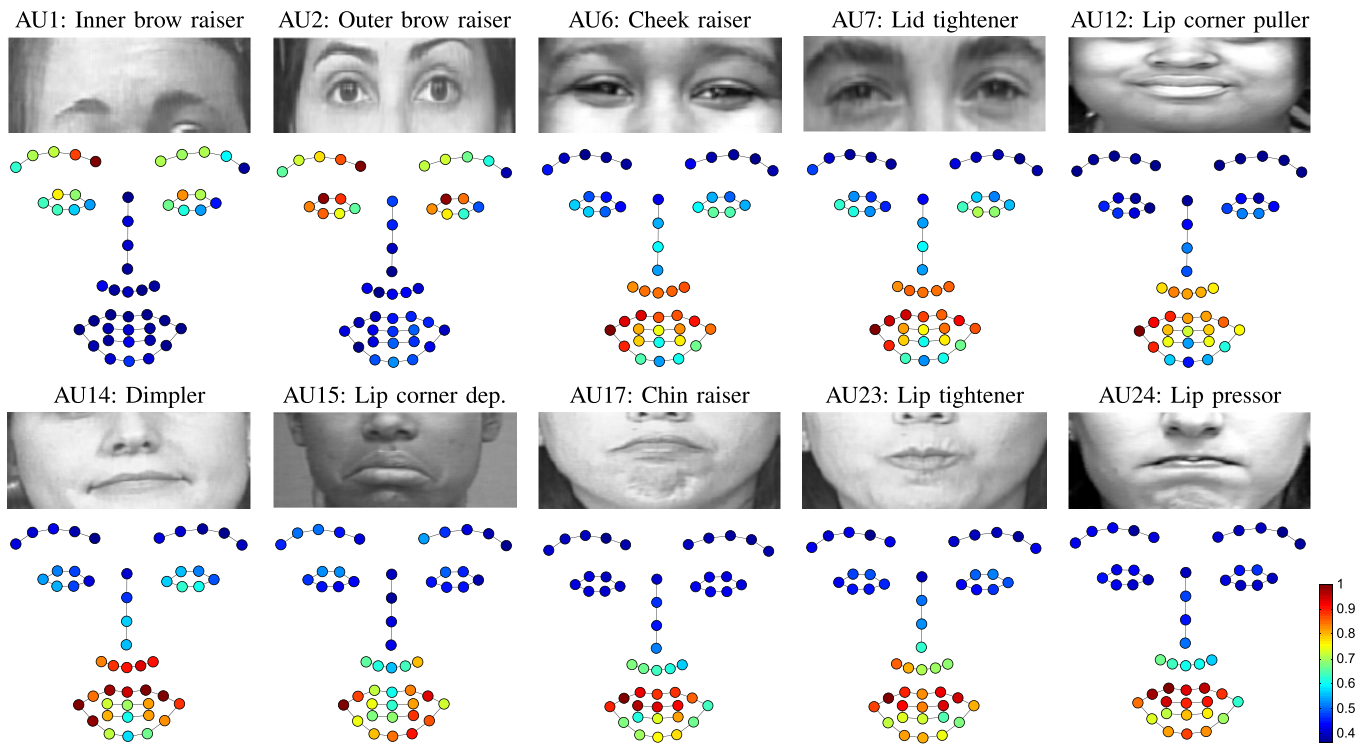 AU1: Inner brow raiser
AU2: Outer brow raiser
AU6: Cheek raiser
AU7: Lid tightener
AU12: Lip corner puller
AU14: Dimpler
AU15: Lip corner dep.
AU17: Chin raiser
AU23: Lip tightener
AU24: Lip pressor
1
0.9
0.8
0.7
0.6
0.5
0.4